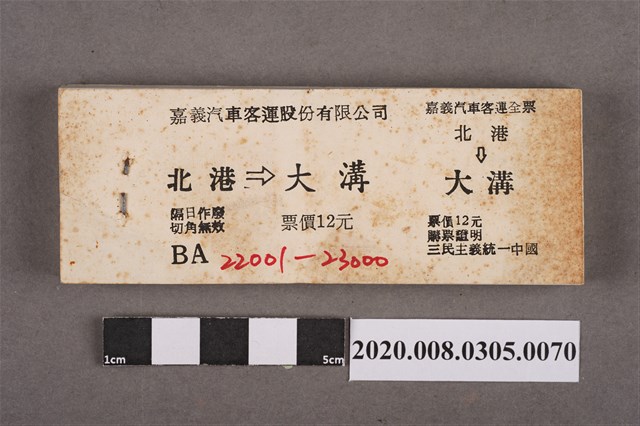 嘉義汽車客運股份有限公司
北港⇨大溝
隔日作廢
切角無效
票價12元
BA 22001－23000
嘉義汽車客運全票
北港
⇩
大溝
票價12元
購票證明
三民主義統一中國
1cm
5cm
2020.008.0305.0070